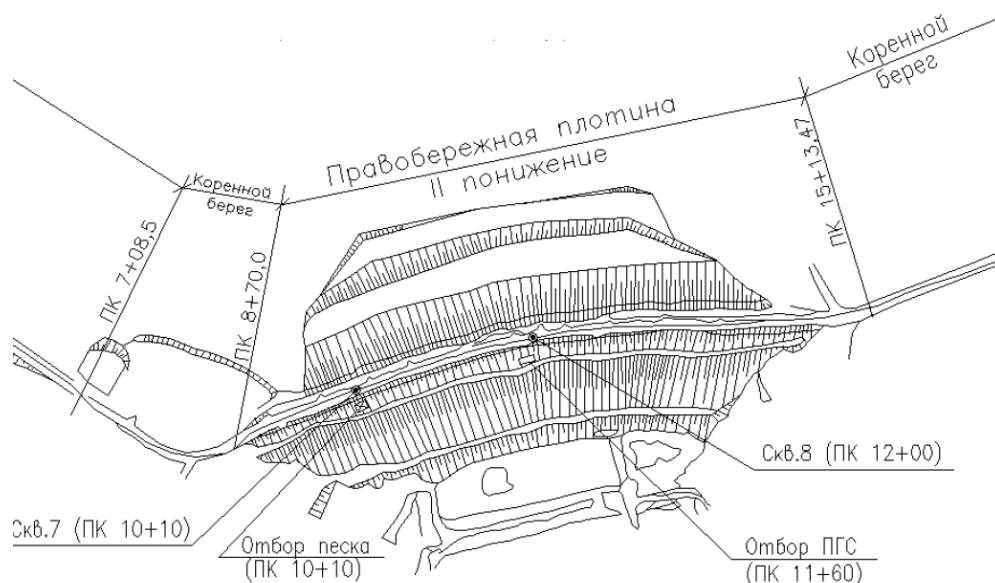 Коренной
берег
Правобережная плотина
II понижение
Коренной
берег
ПК 7+08,5
ПК 8+70,0
ПК 15+13,47
Скв.8 (ПК 12+00)
Скв.7 (ПК 10+10)
Отбор песка
(ПК 10+10)
Отбор ПГС
(ПК 11+60)